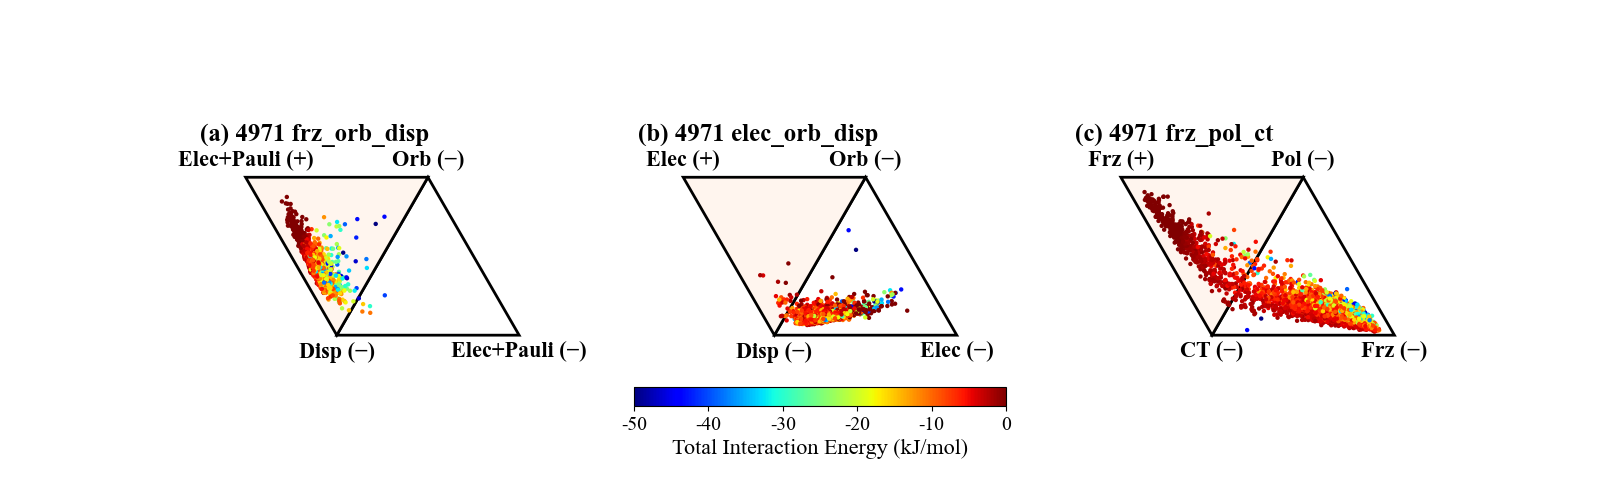 (a) 4971 frz_orb_disp
Elec+Pauli (+) Orb (−)
Disp (−) Elec+Pauli (−)
(b) 4971 elec_orb_disp
Elec (+) Orb (−)
Disp (−) Elec (−)
(c) 4971 frz_pol_ct
Frz (+) Pol (−)
CT (−) Frz (−)
-50 -40 -30 -20 -10 0
Total Interaction Energy (kJ/mol)